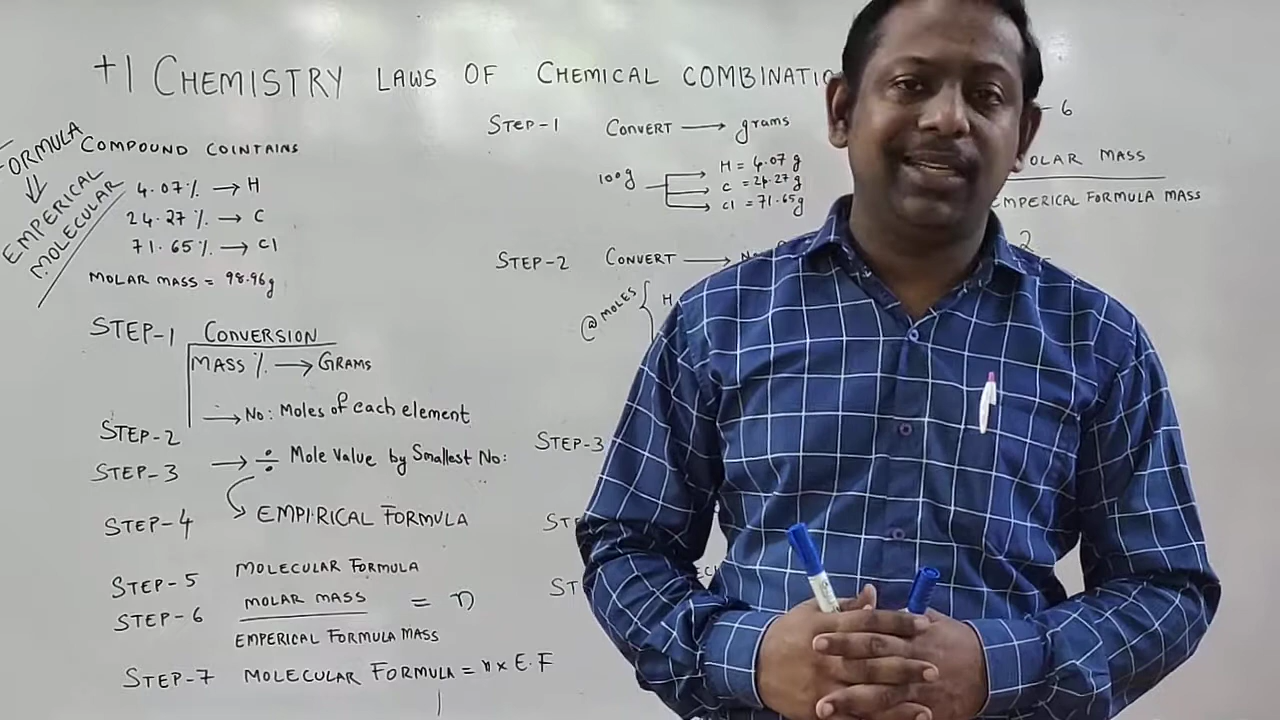 +1 CHEMISTRY LAWS OF CHEMICAL COMBINATIO
FORMULA
EMPERICAL
MOLECULAR
COMPOUND COINTAINS
4.07% → H
24.27% → C
71.65% → Cl
MOLAR MASS = 98.96g
STEP-1 CONVERSION
MASS % → GRAMS
→ No: Moles of each element
STEP-2
STEP-3 → ÷ Mole Value by Smallest No:
STEP-4 EMPIRICAL FORMULA
STEP-5 MOLECULAR FORMULA
STEP-6 MOLAR MASS = n
EMPERICAL FORMULA MASS
STEP-7 MOLECULAR FORMULA = n × E.F
STEP-1 CONVERT → grams
100g
H = 4.07 g
C = 24.27g
Cl = 71.65g
STEP-2 CONVERT →
@ MOLES { H
STEP-3
-6
OLAR MASS
EMPERICAL FORMULA MASS
2